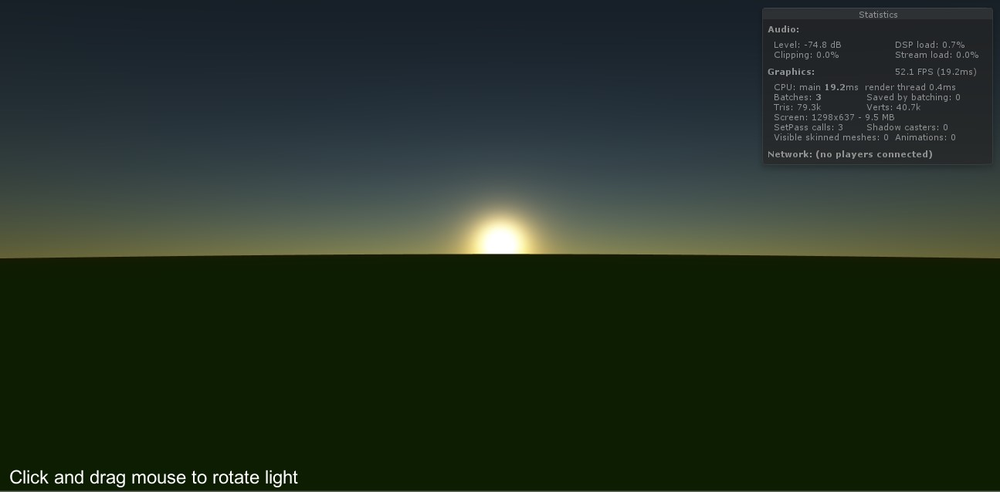 Statistics
Audio:
Level: -74.8 dB DSP load: 0.7%
Clipping: 0.0% Stream load: 0.0%
Graphics: 52.1 FPS (19.2ms)
CPU: main 19.2ms render thread 0.4ms
Batches: 3 Saved by batching: 0
Tris: 79.3k Verts: 40.7k
Screen: 1298x637 - 9.5 MB
SetPass calls: 3 Shadow casters: 0
Visible skinned meshes: 0 Animations: 0
Network: (no players connected)
Click and drag mouse to rotate light